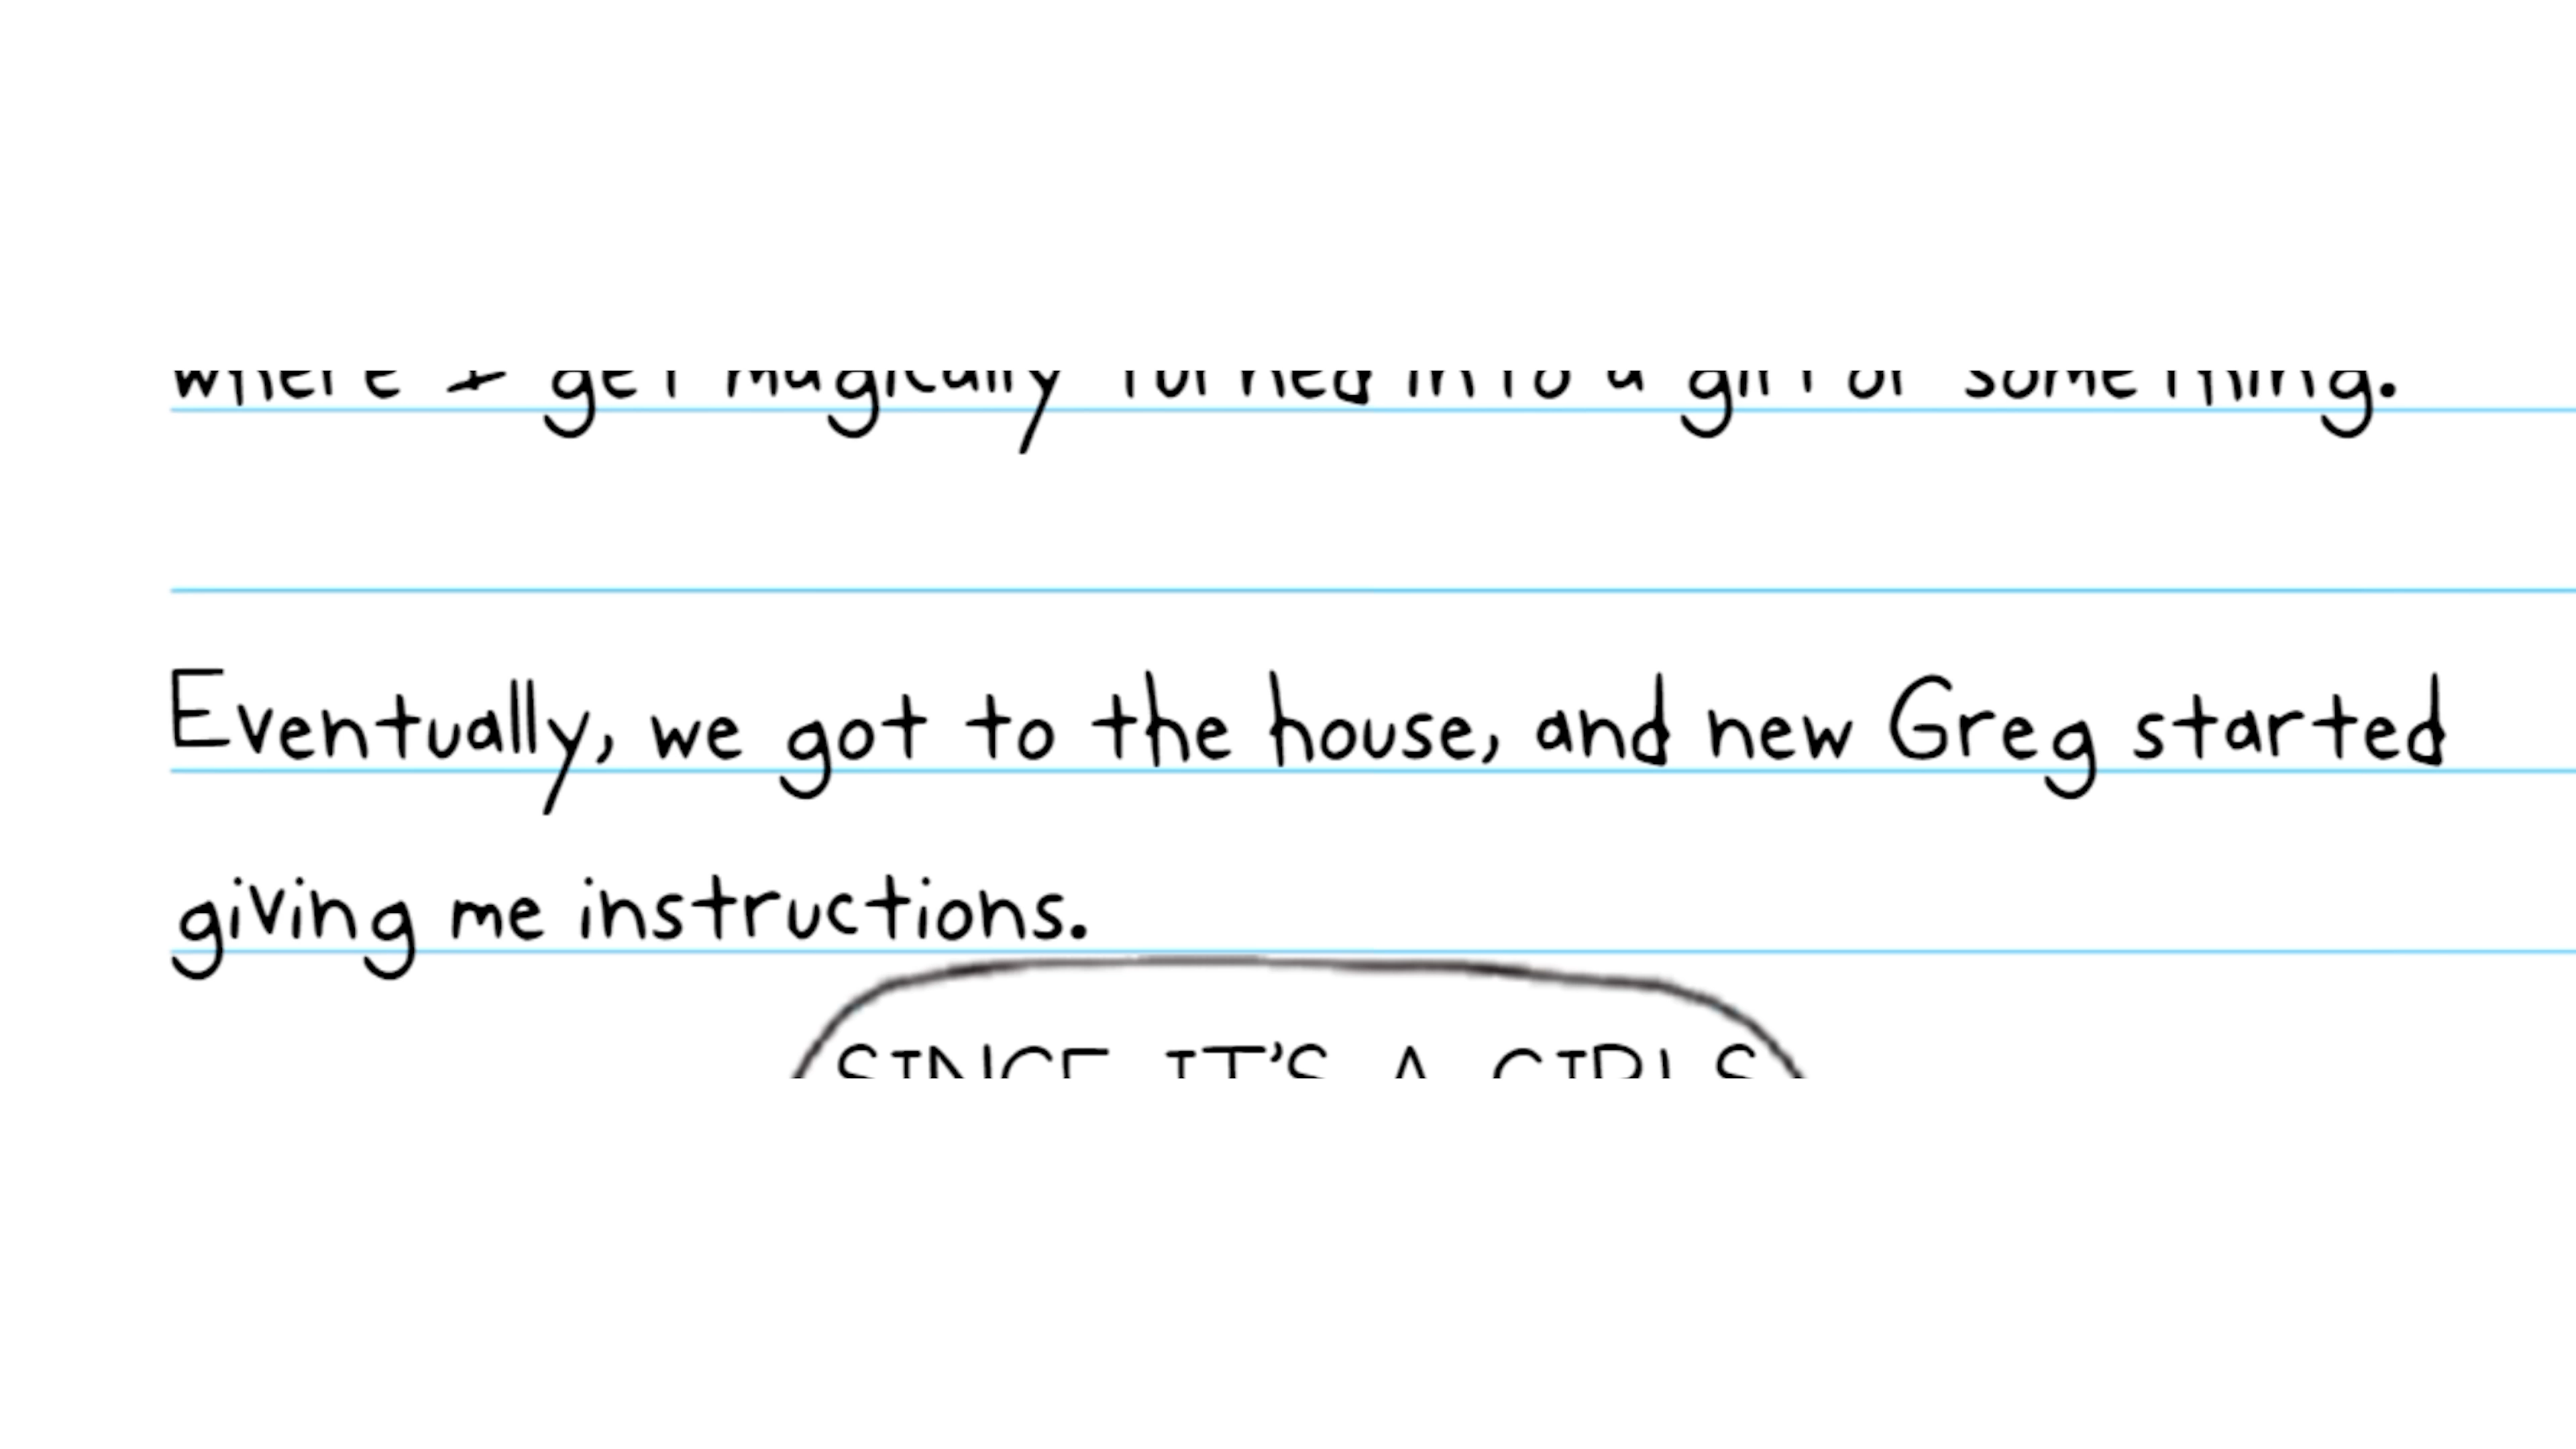 where I get magically turned into a girl or something.
Eventually, we got to the house, and new Greg started
giving me instructions.
SINCE IT'S A GIRLS